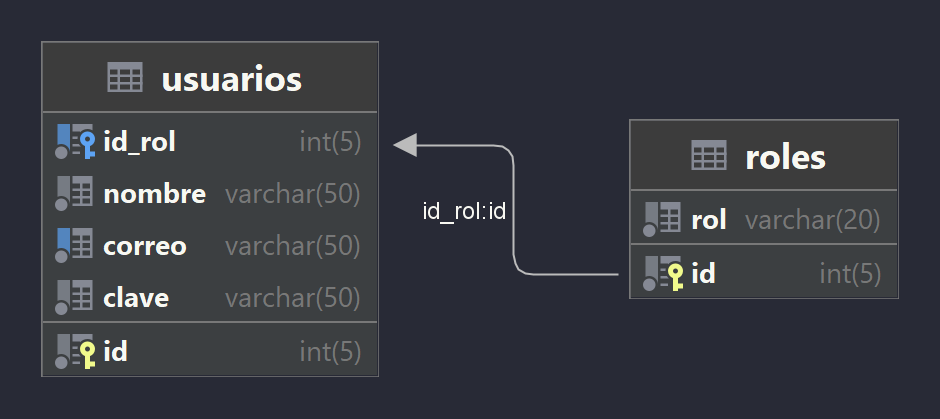 usuarios
id_rol int(5)
nombre varchar(50)
correo varchar(50)
clave varchar(50)
id int(5)
id_rol:id
roles
rol varchar(20)
id int(5)